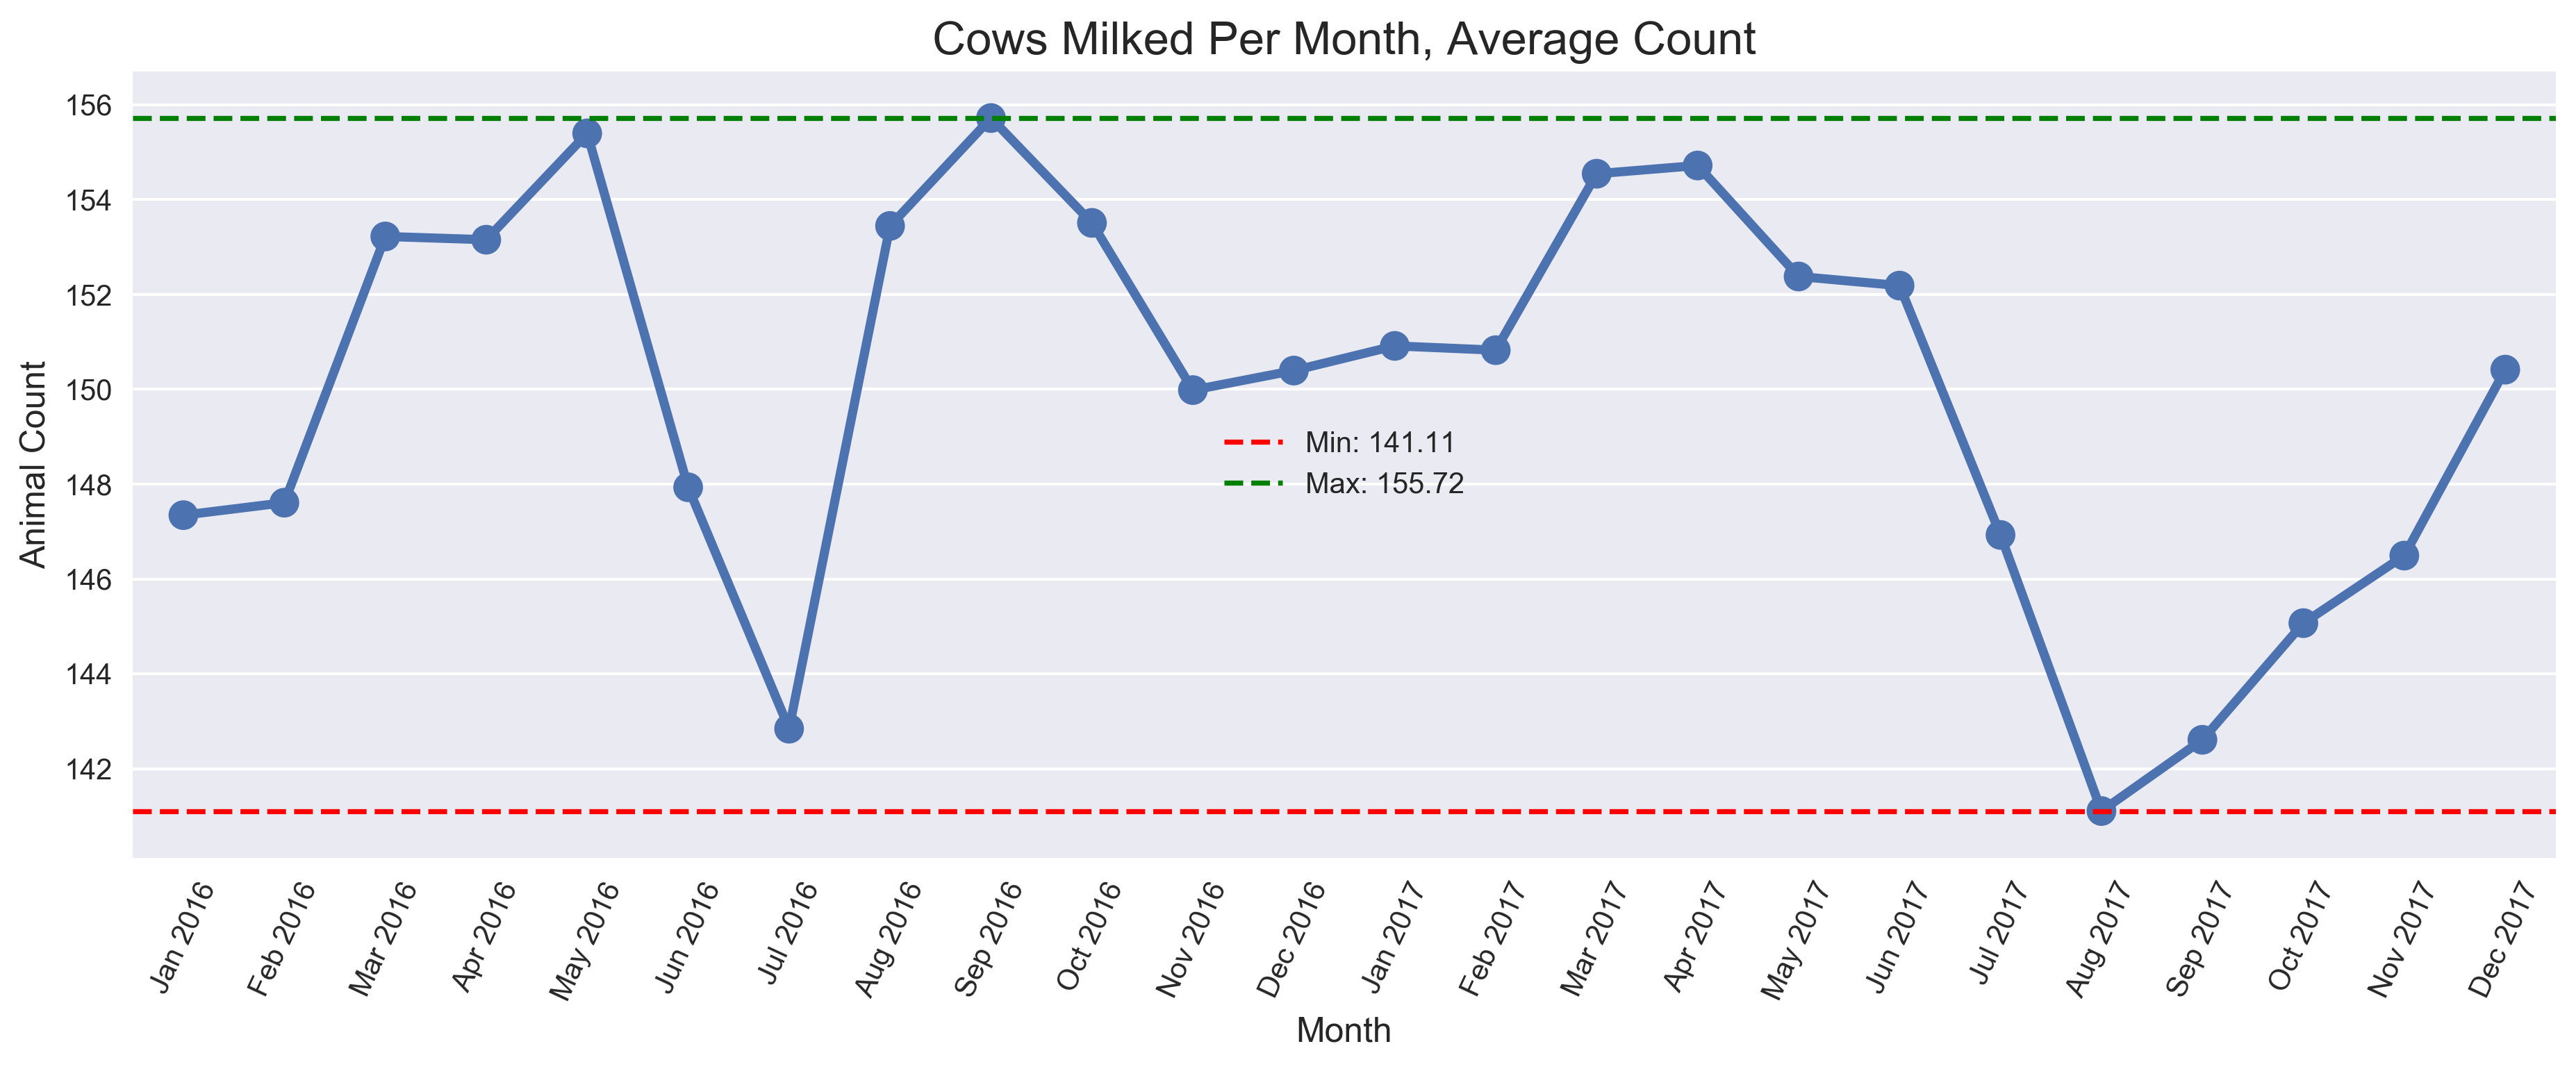 Cows Milked Per Month, Average Count
Animal Count
156
154
152
150
148
146
144
142
Min: 141.11
Max: 155.72
Jan 2016
Feb 2016
Mar 2016
Apr 2016
May 2016
Jun 2016
Jul 2016
Aug 2016
Sep 2016
Oct 2016
Nov 2016
Dec 2016
Jan 2017
Feb 2017
Mar 2017
Apr 2017
May 2017
Jun 2017
Jul 2017
Aug 2017
Sep 2017
Oct 2017
Nov 2017
Dec 2017
Month